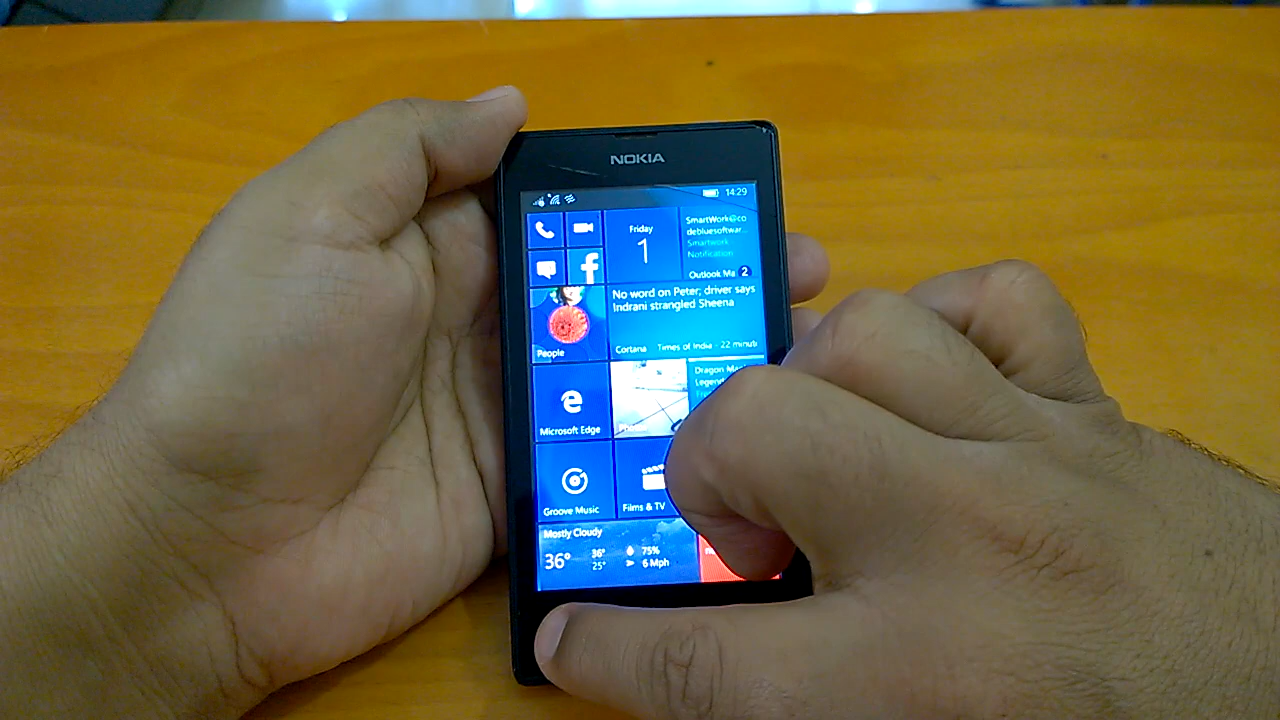 NOKIA
14:29
Friday
1
SmartWork@co
debluesoftwar...
Smartwork
Notification
Outlook Ma 2
No word on Peter; driver says
Indrani strangled Sheena
Cortana Times of India - 22 minut
People
Dragon
Legend
Microsoft Edge
Groove Music
Films & TV
Mostly Cloudy
36° 36° 75%
25° 6 Mph